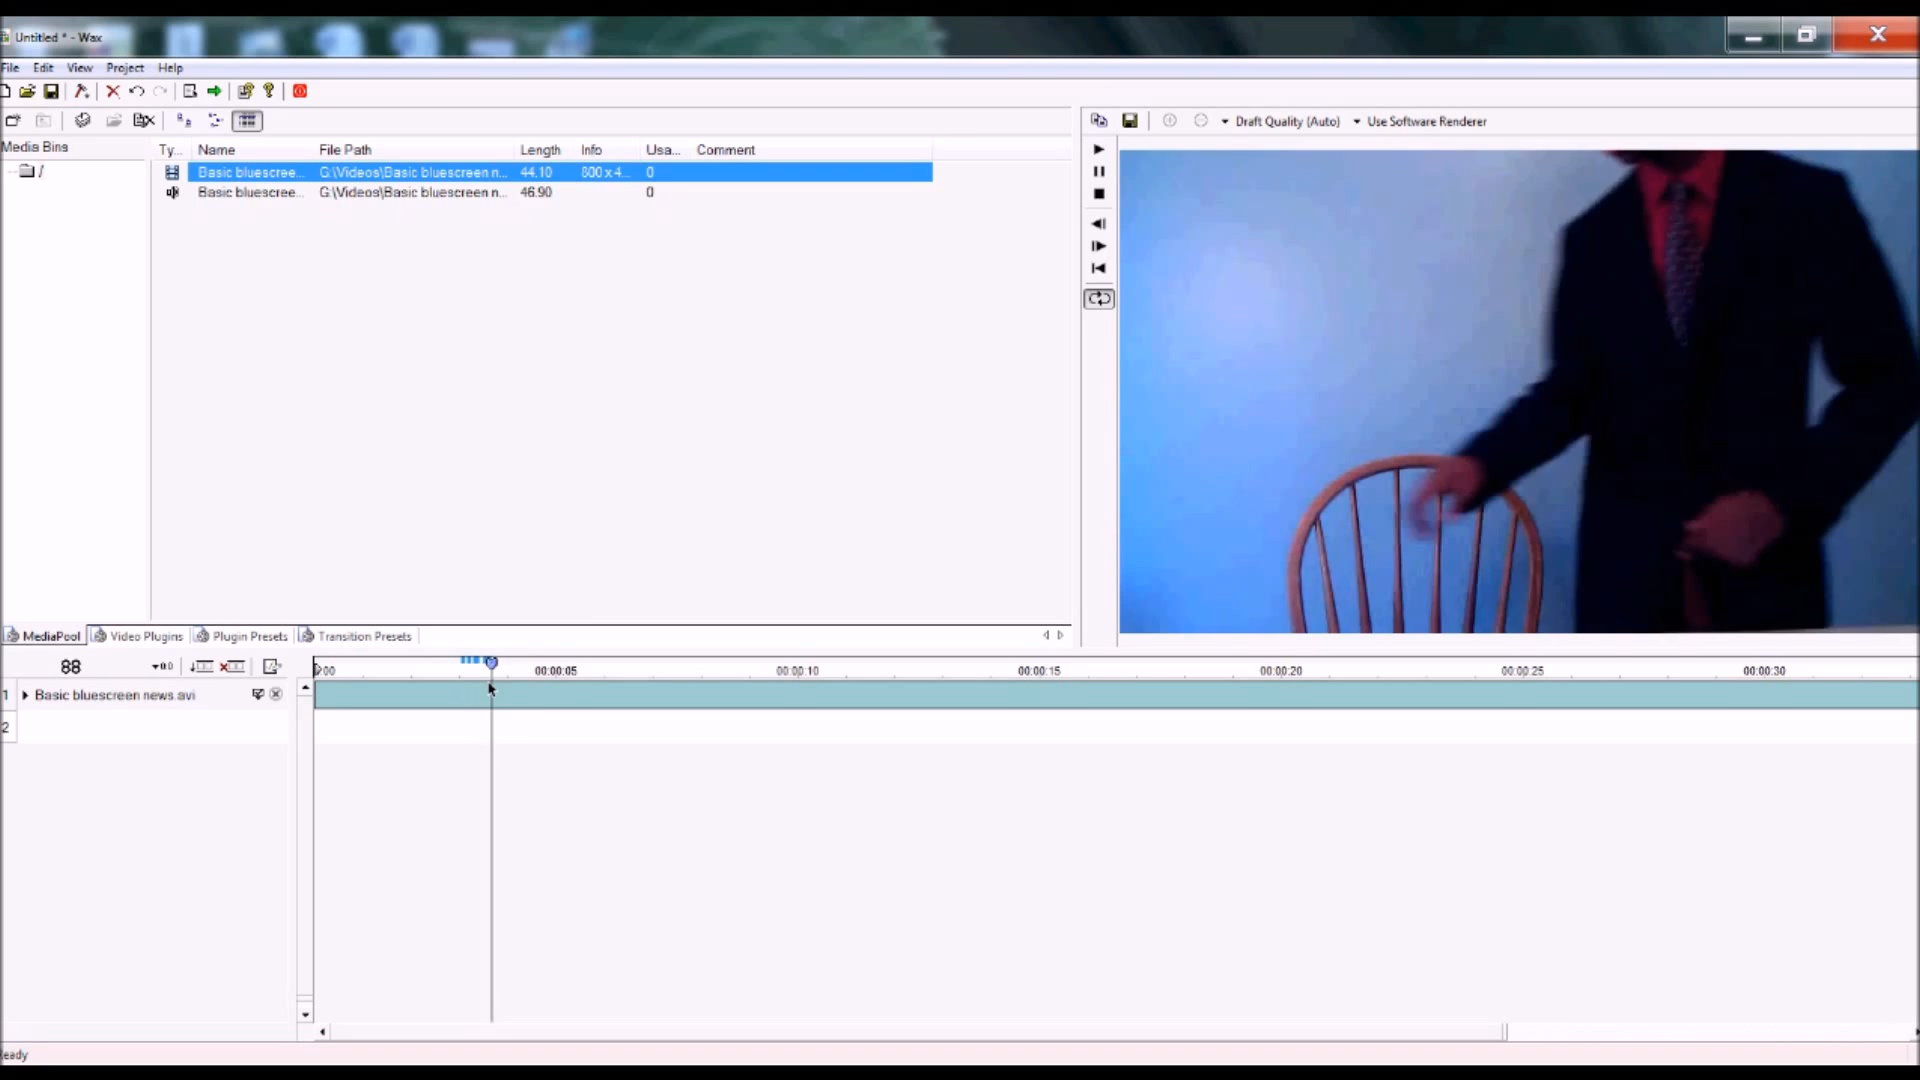 Untitled * - Wax
File Edit View Project Help
Media Bins
/
Ty... Name File Path Length Info Usa... Comment
Basic bluescree... G:\Videos\Basic bluescreen n... 44.10 800 x 4... 0
Basic bluescree... G:\Videos\Basic bluescreen n... 46.90 0
Draft Quality (Auto) Use Software Renderer
MediaPool Video Plugins Plugin Presets Transition Presets
88 00 :00 00:00:05 00:00:10 00:00:15 00:00:20 00:00:25 00:00:30
1 Basic bluescreen news.avi
2
eady